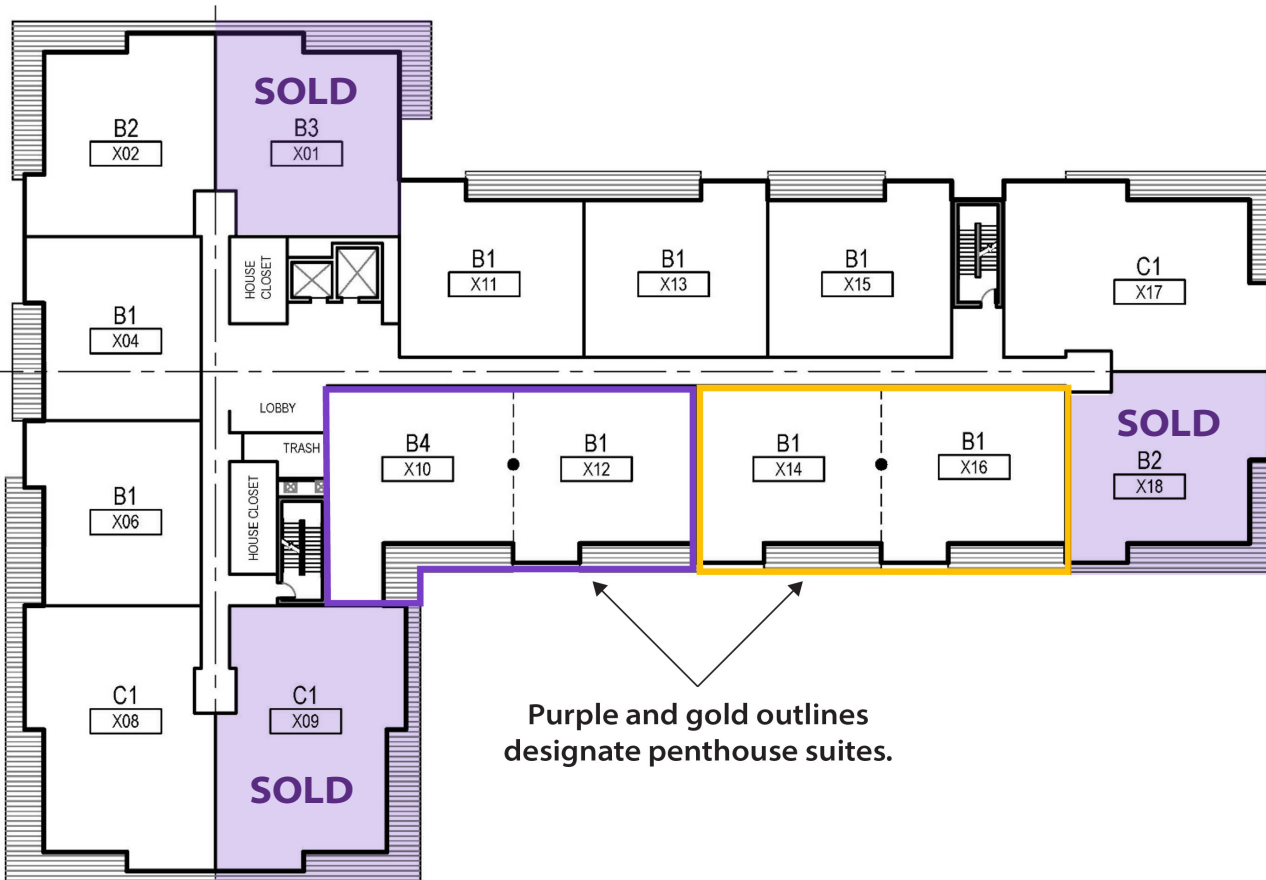 SOLD
B2
X02
B3
X01
B1
X11
B1
X13
B1
X15
C1
X17
HOUSE
CLOSET
B1
X04
LOBBY
TRASH
B4
X10
B1
X12
B1
X14
B1
X16
SOLD
B2
X18
B1
X06
HOUSE CLOSET
C1
X08
C1
X09
SOLD
Purple and gold outlines
designate penthouse suites.